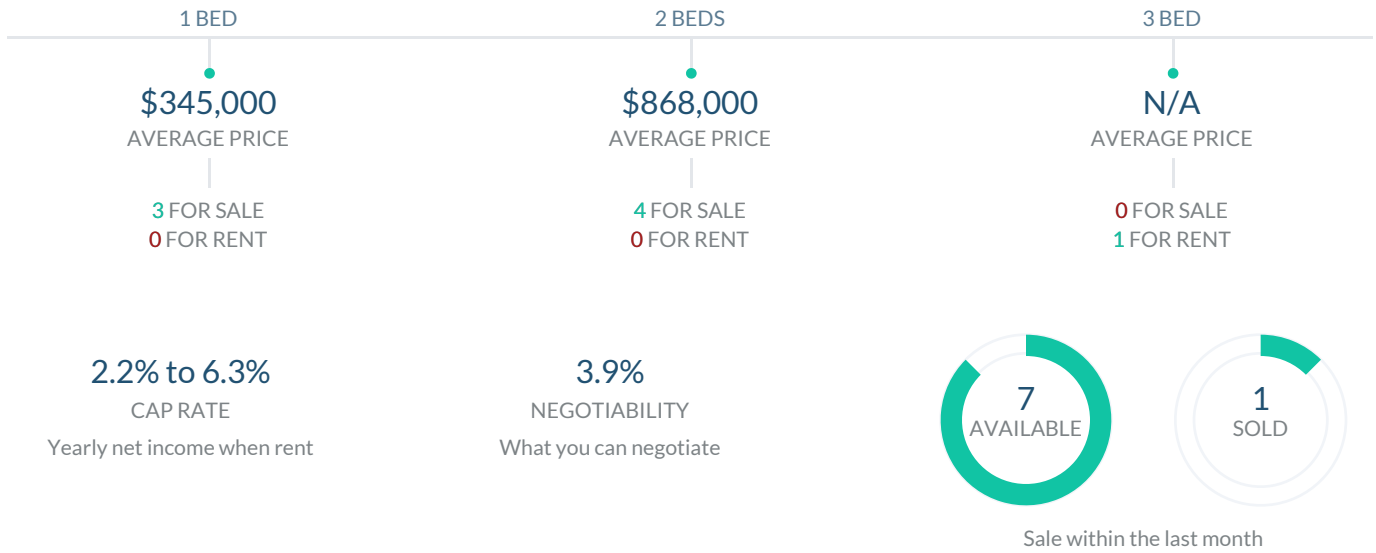 1 BED
$345,000
AVERAGE PRICE
3 FOR SALE
0 FOR RENT
2 BEDS
$868,000
AVERAGE PRICE
4 FOR SALE
0 FOR RENT
3 BED
N/A
AVERAGE PRICE
0 FOR SALE
1 FOR RENT
2.2% to 6.3%
CAP RATE
Yearly net income when rent
3.9%
NEGOTIABILITY
What you can negotiate
7
AVAILABLE
1
SOLD
Sale within the last month